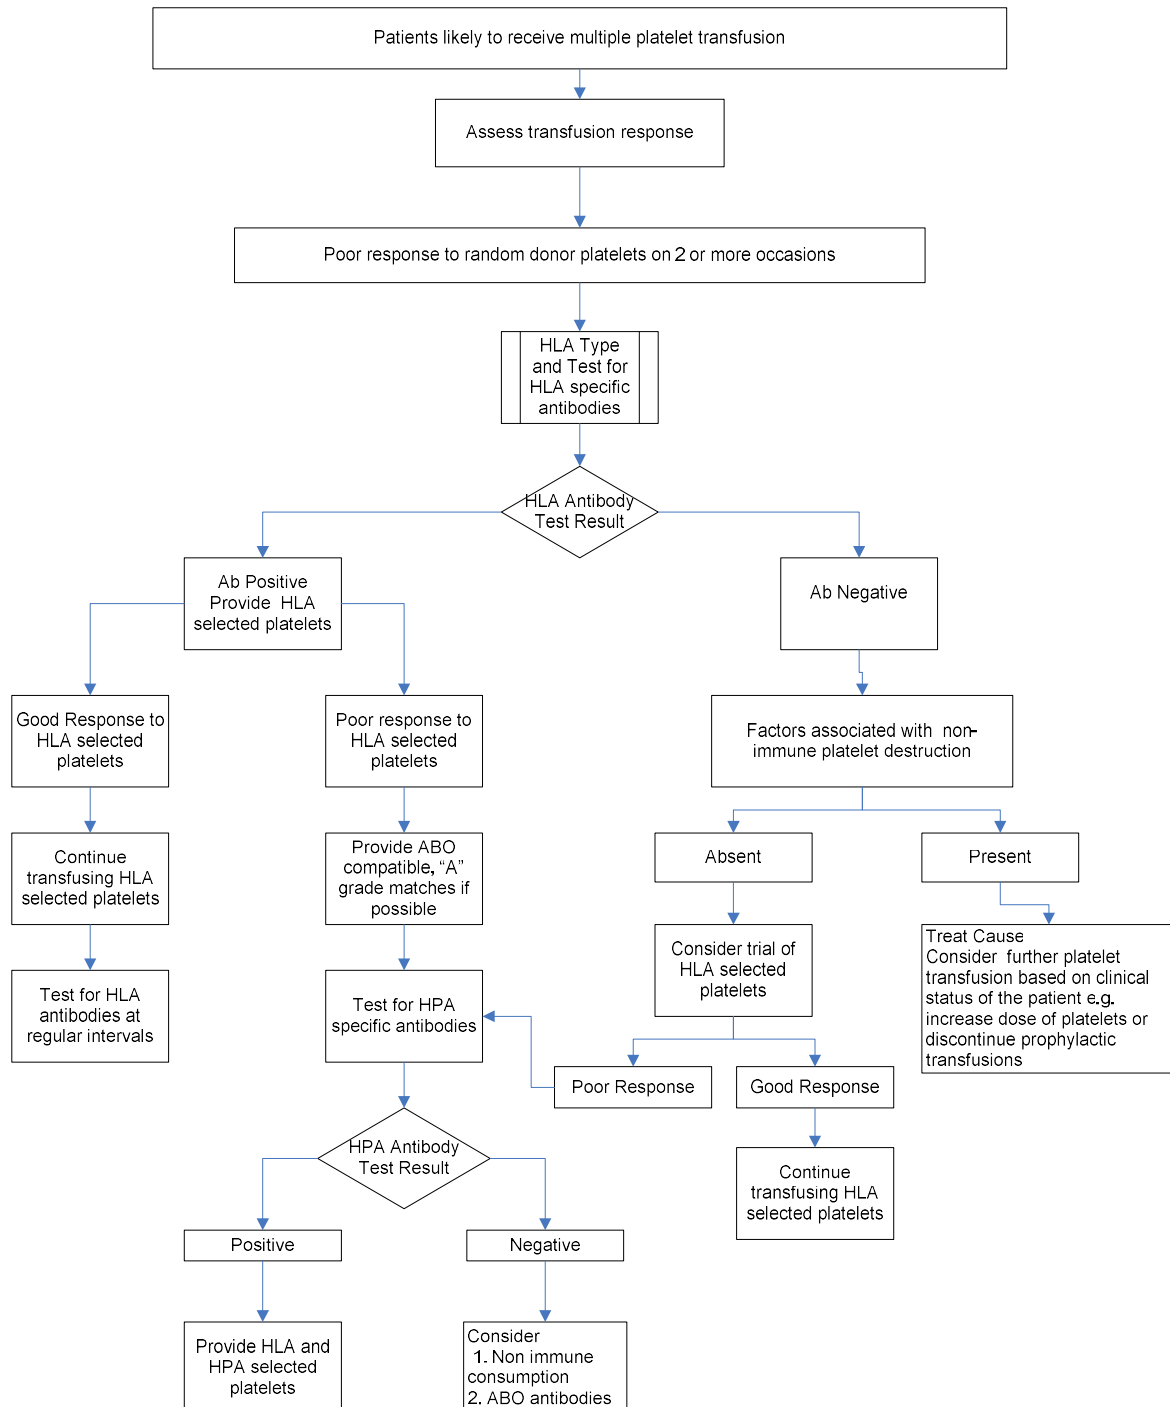 Patients likely to receive multiple platelet transfusion
Assess transfusion response
Poor response to random donor platelets on 2 or more occasions
HLA Type
and Test for
HLA specific
antibodies
HLA Antibody
Test Result
Ab Positive
Provide HLA
selected platelets
Ab Negative
Good Response to
HLA selected
platelets
Poor response to
HLA selected
platelets
Factors associated with non-
immune platelet destruction
Continue
transfusing HLA
selected platelets
Provide ABO
compatible, “A”
grade matches if
possible
Absent
Present
Test for HLA
antibodies at
regular intervals
Test for HPA
specific antibodies
Consider trial of
HLA selected
platelets
Treat Cause
Consider further platelet
transfusion based on clinical
status of the patient e.g.
increase dose of platelets or
discontinue prophylactic
transfusions
Poor Response
Good Response
HPA Antibody
Test Result
Continue
transfusing HLA
selected platelets
Positive
Negative
Provide HLA and
HPA selected
platelets
Consider
1. Non immune
consumption
2. ABO antibodies